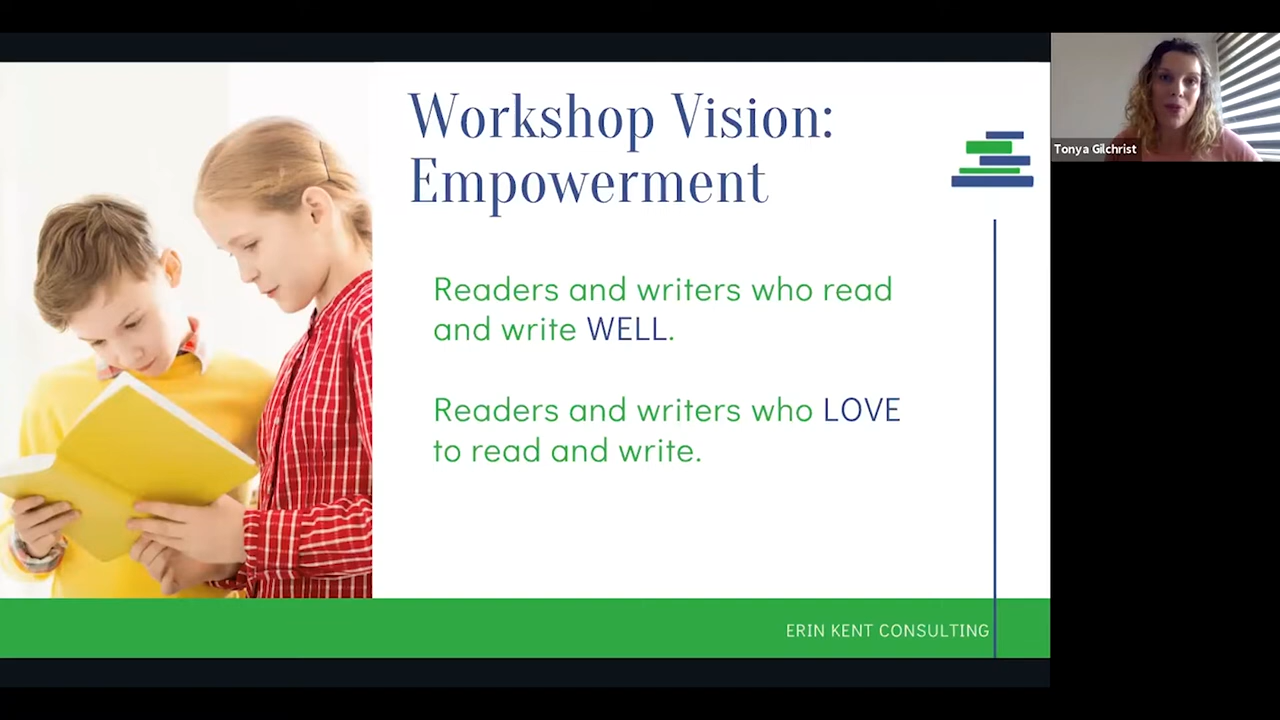 Workshop Vision:
Empowerment
Tonya Gilchrist
Readers and writers who read
and write WELL.
Readers and writers who LOVE
to read and write.
ERIN KENT CONSULTING